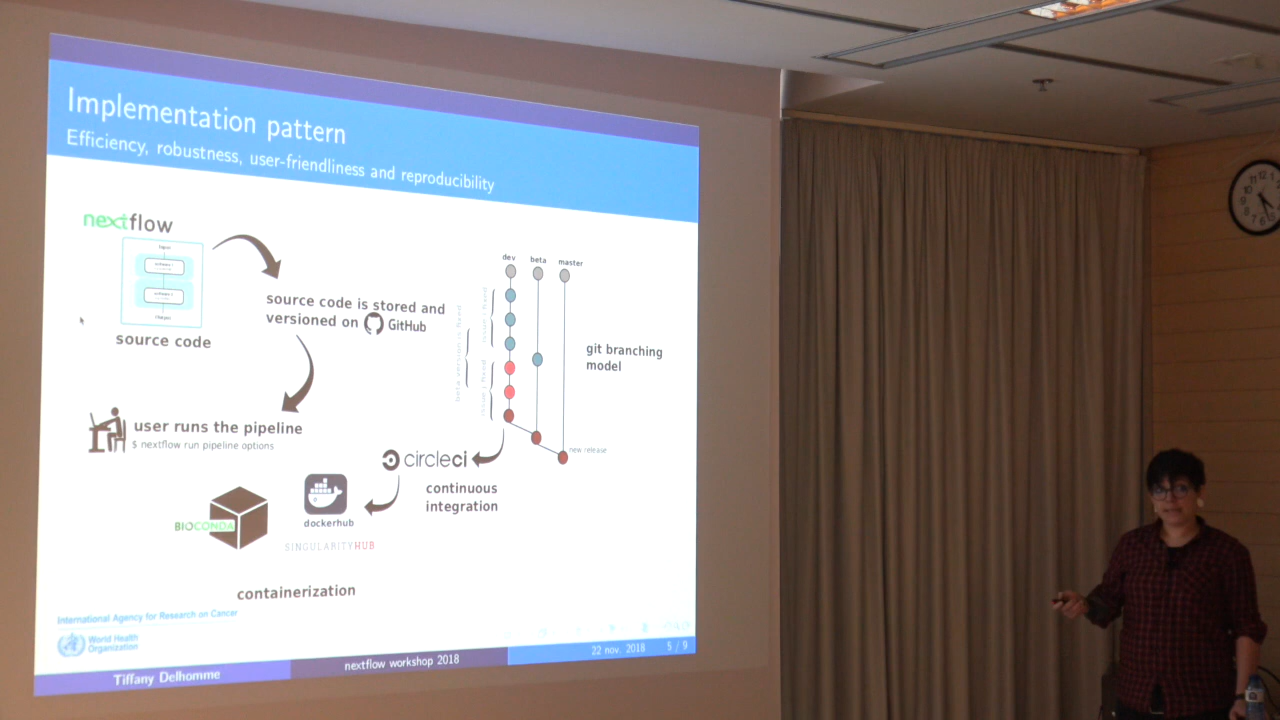 Implementation pattern
Efficiency, robustness, user-friendliness and reproducibility
nextflow
source code
source code is stored and
versioned on GitHub
user runs the pipeline
$ nextflow run pipeline options
dev
beta
master
git branching
model
new release
circleci
continuous
integration
BIOCONDA
dockerhub
SINGULARITYHUB
containerization
International Agency for Research on Cancer
World Health
Organization
Tiffany Delhomme
nextflow workshop 2018
22 nov. 2018
5 / 9